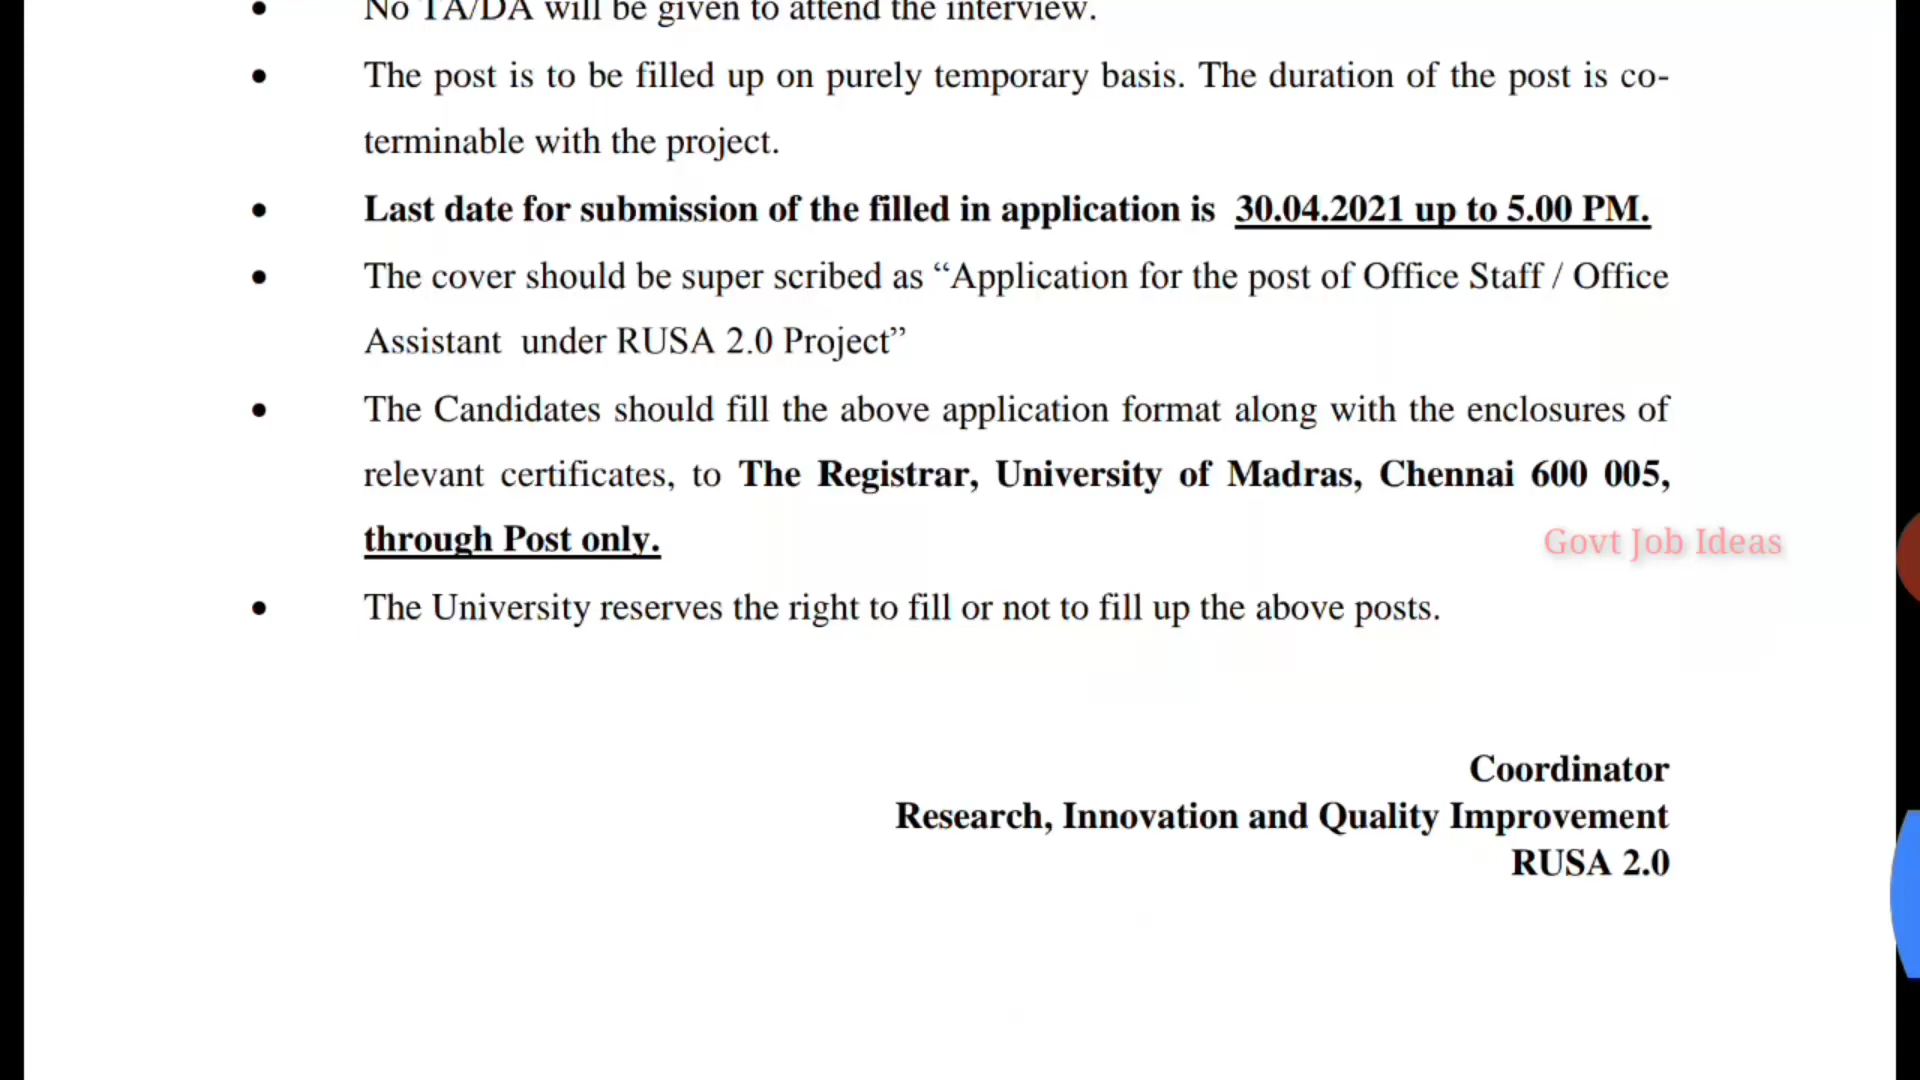 • No TA/DA will be given to attend the interview.
• The post is to be filled up on purely temporary basis. The duration of the post is co-
terminable with the project.
• Last date for submission of the filled in application is 30.04.2021 up to 5.00 PM.
• The cover should be super scribed as “Application for the post of Office Staff / Office
Assistant under RUSA 2.0 Project”
• The Candidates should fill the above application format along with the enclosures of
relevant certificates, to The Registrar, University of Madras, Chennai 600 005,
through Post only.
Govt Job Ideas
• The University reserves the right to fill or not to fill up the above posts.
Coordinator
Research, Innovation and Quality Improvement
RUSA 2.0